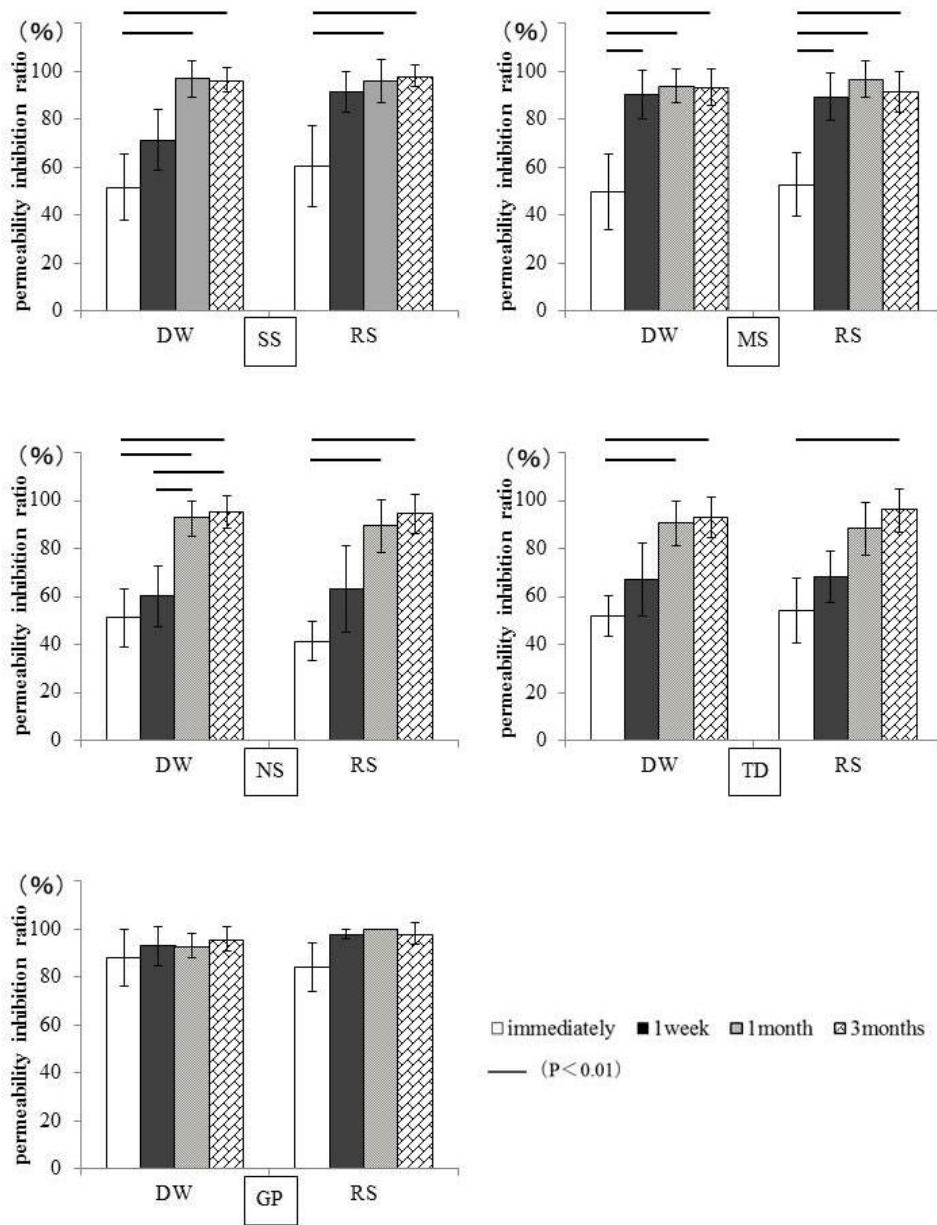 (%)
permeability inhibition ratio
100
80
60
40
20
0
DW
SS
RS
(%)
permeability inhibition ratio
100
80
60
40
20
0
DW
MS
RS
(%)
permeability inhibition ratio
100
80
60
40
20
0
DW
NS
RS
(%)
permeability inhibition ratio
100
80
60
40
20
0
DW
TD
RS
(%)
permeability inhibition ratio
100
80
60
40
20
0
DW
GP
RS
immediately 1week 1month 3months
(P<0.01)